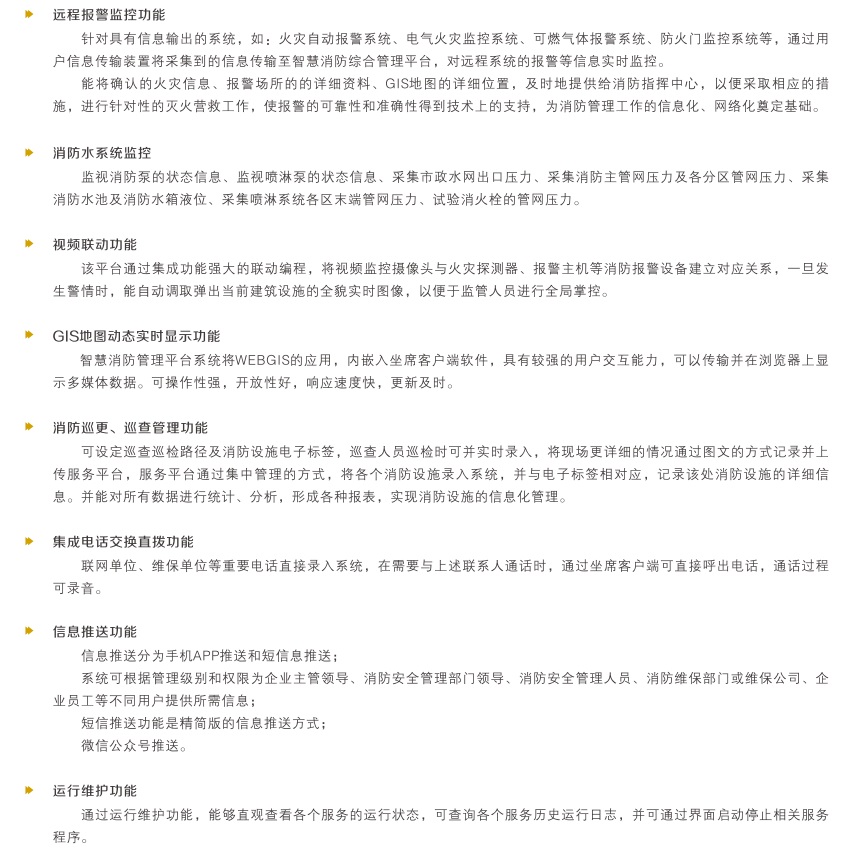 远程报警监控功能
针对具有信息输出的系统，如：火灾自动报警系统、电气火灾监控系统、可燃气体报警系统、防火门监控系统等，通过用
户信息传输装置将采集到的信息传输至智慧消防综合管理平台，对远程系统的报警等信息实时监控。
能将确认的火灾信息、报警场所的的详细资料、GIS地图的详细位置，及时地提供给消防指挥中心，以便采取相应的措
施，进行针对性的灭火营救工作，使报警的可靠性和准确性得到技术上的支持，为消防管理工作的信息化、网络化奠定基础。
消防水系统监控
监视消防泵的状态信息、监视喷淋泵的状态信息、采集市政水网出口压力、采集消防主管网压力及各分区管网压力、采集
消防水池及消防水箱液位、采集喷淋系统各区末端管网压力、试验消火栓的管网压力。
视频联动功能
该平台通过集成功能强大的联动编程，将视频监控摄像头与火灾探测器、报警主机等消防报警设备建立对应关系，一旦发
生警情时，能自动调取弹出当前建筑设施的全貌实时图像，以便于监管人员进行全局掌控。
GIS地图动态实时显示功能
智慧消防管理平台系统将WEBGIS的应用，内嵌入坐席客户端软件，具有较强的用户交互能力，可以传输并在浏览器上显
示多媒体数据。可操作性强，开放性好，响应速度快，更新及时。
消防巡更、巡查管理功能
可设定巡查巡检路径及消防设施电子标签，巡查人员巡检时可并实时录入，将现场更详细的情况通过图文的方式记录并上
传服务平台，服务平台通过集中管理的方式，将各个消防设施录入系统，并与电子标签相对应，记录该处消防设施的详细信
息。并能对所有数据进行统计、分析，形成各种报表，实现消防设施的信息化管理。
集成电话交换直拨功能
联网单位、维保单位等重要电话直接录入系统，在需要与上述联系人通话时，通过坐席客户端可直接呼出电话，通话过程
可录音。
信息推送功能
信息推送分为手机APP推送和短信息推送；
系统可根据管理级别和权限为企业主管领导、消防安全管理部门领导、消防安全管理人员、消防维保部门或维保公司、企
业员工等不同用户提供所需信息；
短信推送功能是精简版的信息推送方式；
微信公众号推送。
运行维护功能
通过运行维护功能，能够直观查看各个服务的运行状态，可查询各个服务历史运行日志，并可通过界面启动停止相关服务
程序。